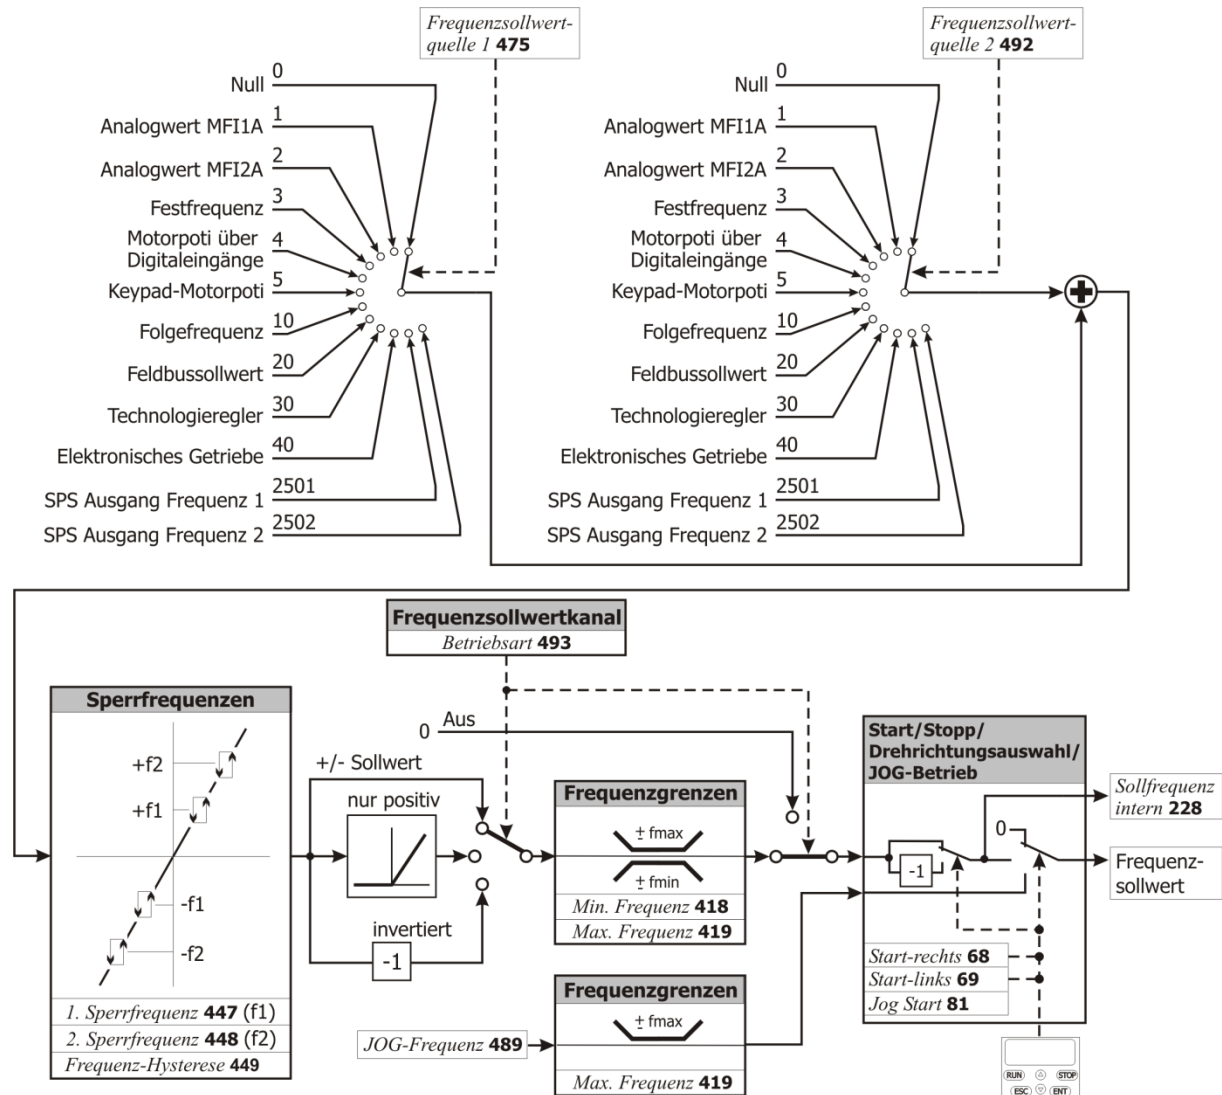 Frequenzsollwert-
quelle 1 475
Null 0
Analogwert MFI1A 1
Analogwert MFI2A 2
Festfrequenz 3
Motorpoti über
Digitaleingänge 4
Keypad-Motorpoti 5
Folgefrequenz 10
Feldbussollwert 20
Technologieregler 30
Elektronisches Getriebe 40
SPS Ausgang Frequenz 1 2501
SPS Ausgang Frequenz 2 2502
Frequenzsollwert-
quelle 2 492
Null 0
Analogwert MFI1A 1
Analogwert MFI2A 2
Festfrequenz 3
Motorpoti über
Digitaleingänge 4
Keypad-Motorpoti 5
Folgefrequenz 10
Feldbussollwert 20
Technologieregler 30
Elektronisches Getriebe 40
SPS Ausgang Frequenz 1 2501
SPS Ausgang Frequenz 2 2502
Frequenzsollwertkanal
Betriebsart 493
Sperrfrequenzen
+f2
+f1
-f1
-f2
1. Sperrfrequenz 447 (f1)
2. Sperrfrequenz 448 (f2)
Frequenz-Hysterese 449
0 Aus
+/- Sollwert
nur positiv
invertiert
-1
Frequenzgrenzen
± fmax
± fmin
Min. Frequenz 418
Max. Frequenz 419
JOG-Frequenz 489
Frequenzgrenzen
± fmax
Max. Frequenz 419
Start/Stopp/
Drehrichtungsauswahl/
JOG-Betrieb
-1
0
Start-rechts 68
Start-links 69
Jog Start 81
Sollfrequenz
intern 228
Frequenz-
sollwert
RUN STOP
ESC ENT